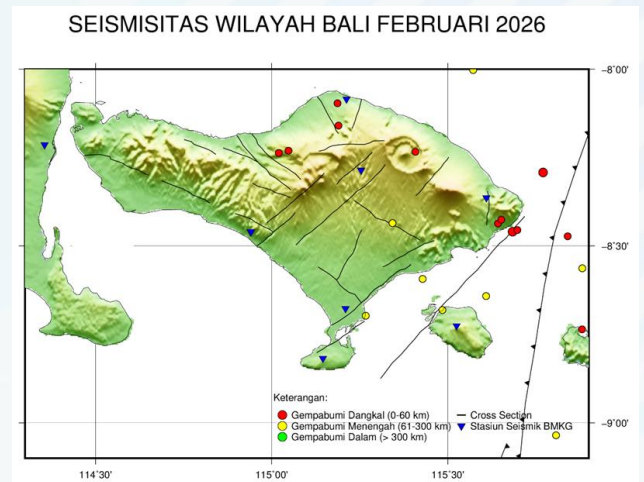 SEISMISITAS WILAYAH BALI FEBRUARI 2026
−8˚00'
−8˚30'
−9˚00'
Keterangan:
Gempabumi Dangkal (0-60 km)
Gempabumi Menengah (61-300 km)
Gempabumi Dalam (> 300 km)
Cross Section
Stasiun Seismik BMKG
114˚30'
115˚00'
115˚30'